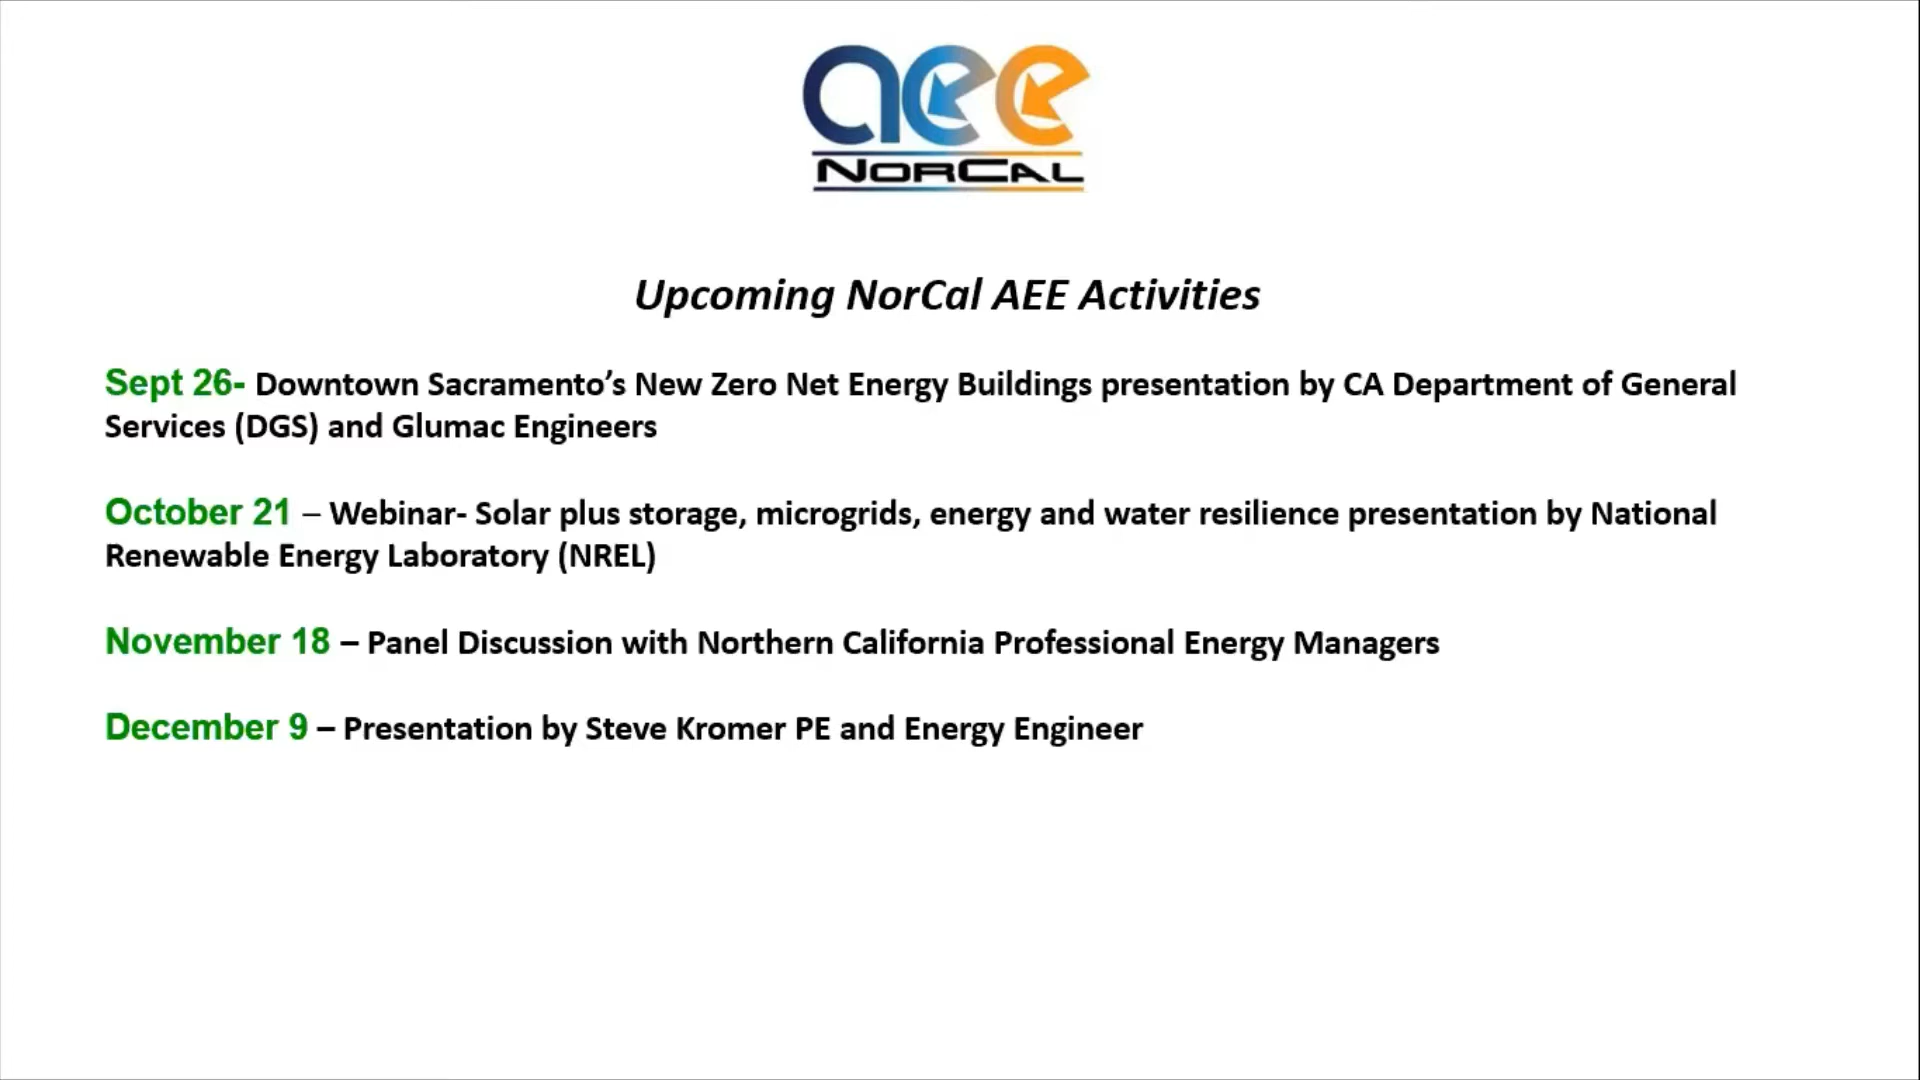 aee
NORCAL
Upcoming NorCal AEE Activities
Sept 26- Downtown Sacramento’s New Zero Net Energy Buildings presentation by CA Department of General
Services (DGS) and Glumac Engineers
October 21 – Webinar- Solar plus storage, microgrids, energy and water resilience presentation by National
Renewable Energy Laboratory (NREL)
November 18 – Panel Discussion with Northern California Professional Energy Managers
December 9 – Presentation by Steve Kromer PE and Energy Engineer